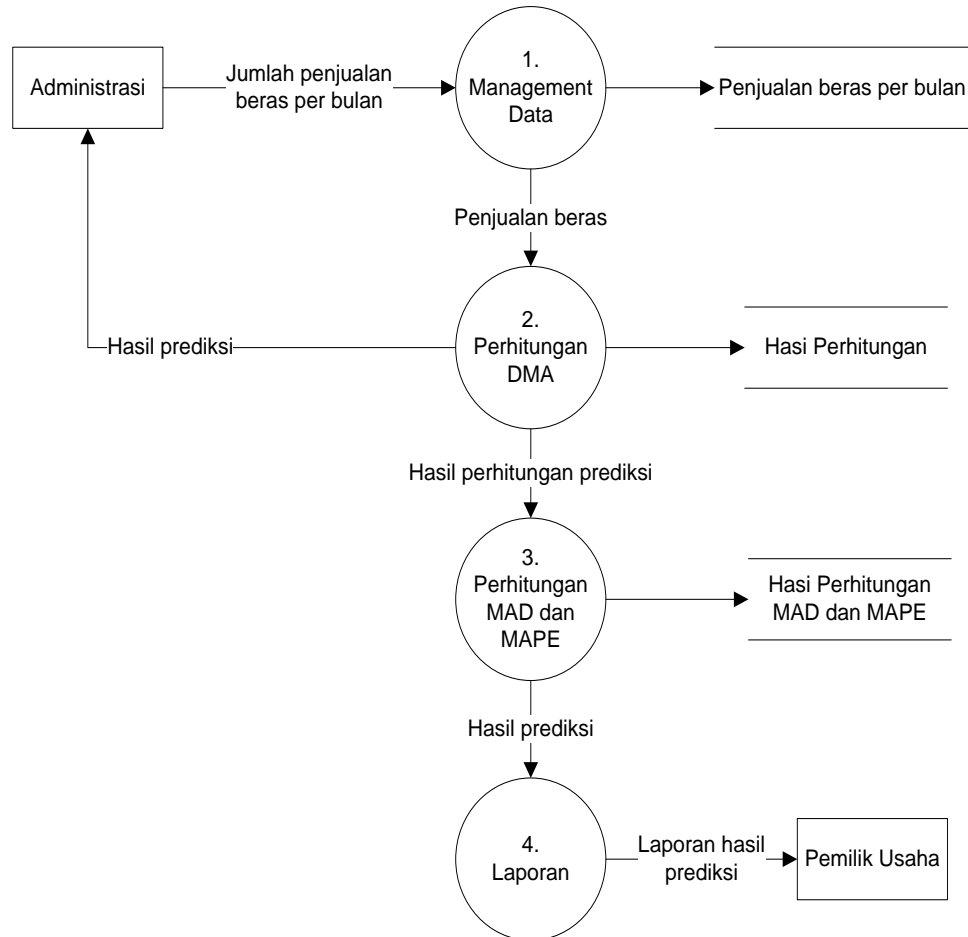 Administrasi
Jumlah penjualan
beras per bulan
1.
Management
Data
Penjualan beras per bulan
Penjualan beras
Hasil prediksi
2.
Perhitungan
DMA
Hasi Perhitungan
Hasil perhitungan prediksi
3.
Perhitungan
MAD dan
MAPE
Hasi Perhitungan
MAD dan MAPE
Hasil prediksi
4.
Laporan
Laporan hasil
prediksi
Pemilik Usaha